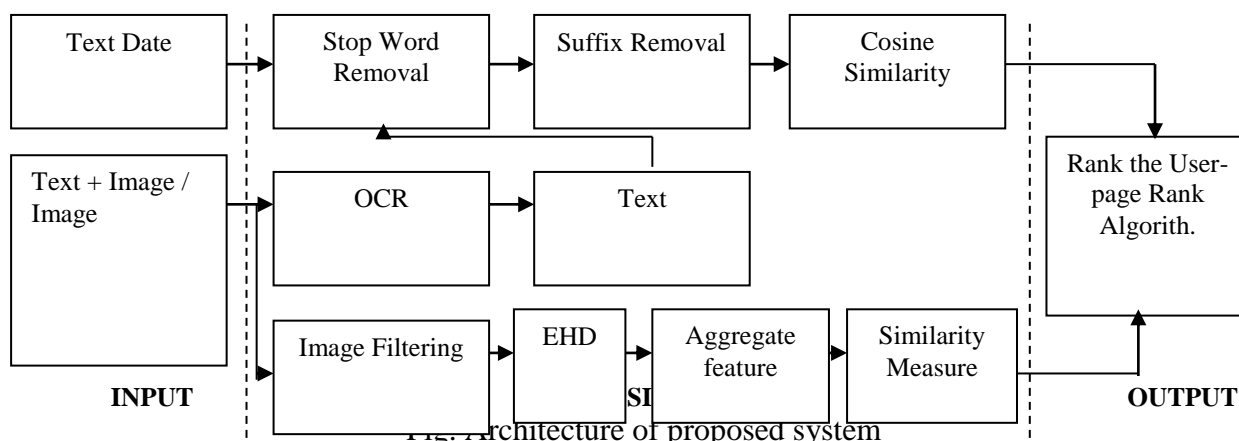 Text Date
Stop Word
Removal
Suffix Removal
Cosine
Similarity
Text + Image /
Image
OCR
Text
Rank the User-
page Rank
Algorith.
Image Filtering
EHD
Aggregate
feature
Similarity
Measure
INPUT
OUTPUT
Fig. Architecture of proposed system